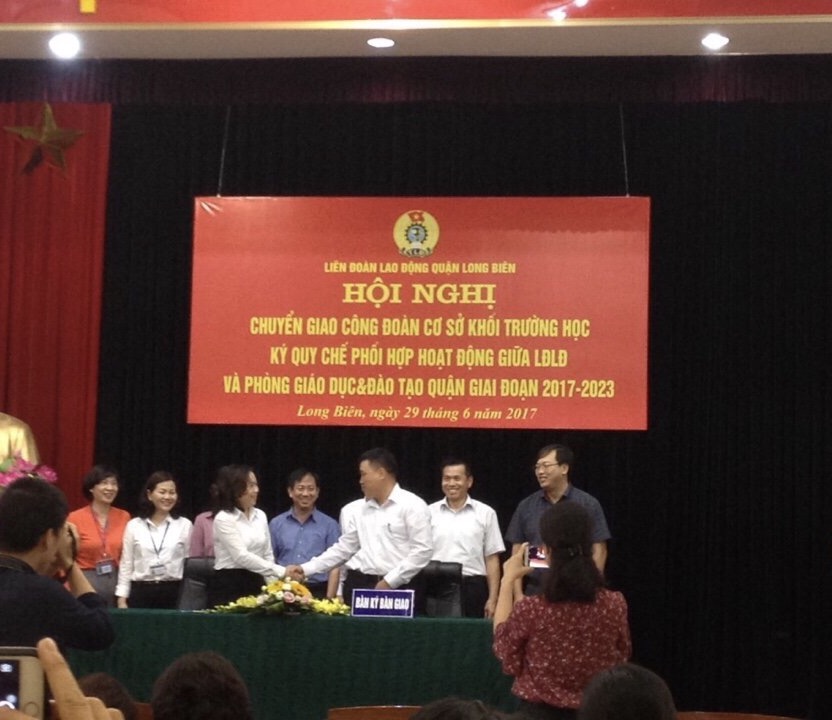 LIÊN ĐOÀN LAO ĐỘNG QUẬN LONG BIÊN
HỘI NGHỊ
CHUYỂN GIAO CÔNG ĐOÀN CƠ SỞ KHỐI TRƯỜNG HỌC
KÝ QUY CHẾ PHỐI HỢP HOẠT ĐỘNG GIỮA LĐLĐ
VÀ PHÒNG GIÁO DỤC&ĐÀO TẠO QUẬN GIAI ĐOẠN 2017-2023
Long Biên, ngày 29 tháng 6 năm 2017
BÀN KÝ BÀN GIAO